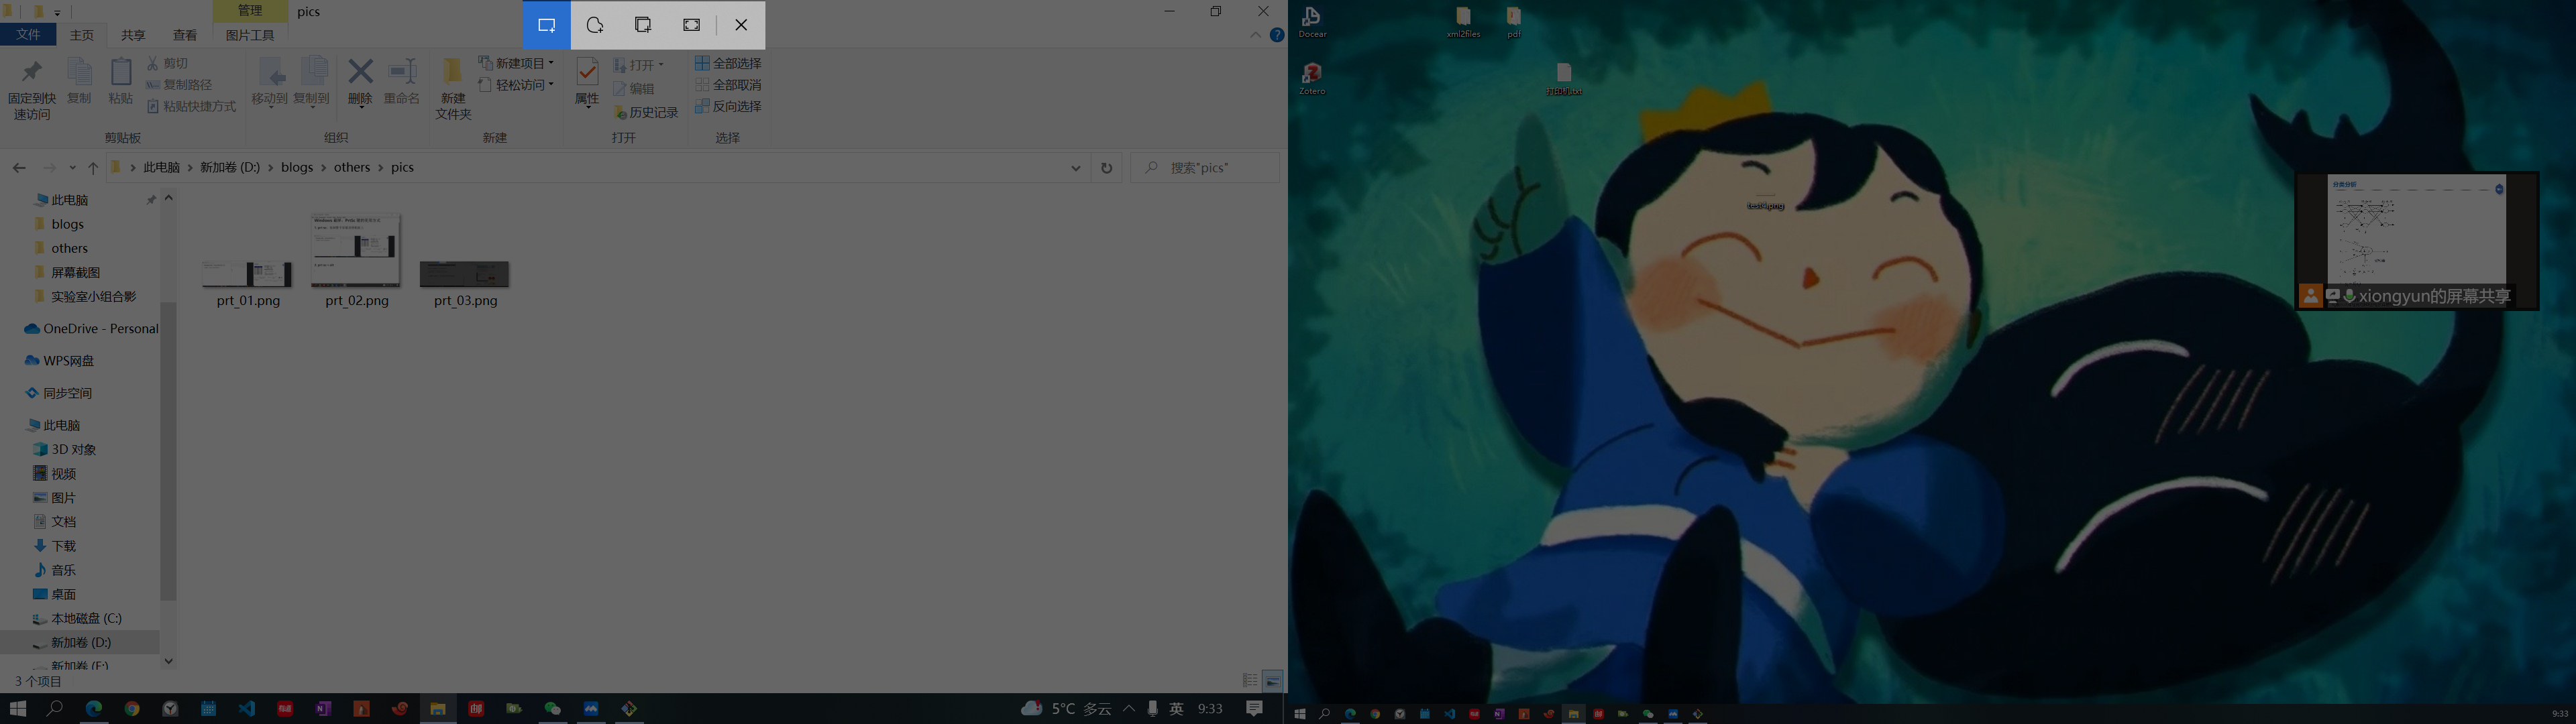 管理
pics
文件
主页
共享
查看
图片工具
固定到快
速访问
复制
粘贴
剪切
复制路径
粘贴快捷方式
剪贴板
移动到
复制到
删除
重命名
组织
新建
文件夹
新建项目
轻松访问
新建
属性
打开
编辑
历史记录
打开
全部选择
全部取消
反向选择
选择
此电脑 > 新加卷 (D:) > blogs > others > pics
搜索"pics"
此电脑
blogs
others
屏幕截图
实验室小组合影
OneDrive - Personal
WPS网盘
同步空间
此电脑
3D 对象
视频
图片
文档
下载
音乐
桌面
本地磁盘 (C:)
新加卷 (D:)
prt_01.png
prt_02.png
prt_03.png
3 个项目
5°C 多云
英
9:33
Docear
xml2files
pdf
Zotero
打印机.txt
分类分析
xiongyun的屏幕共享
9:33